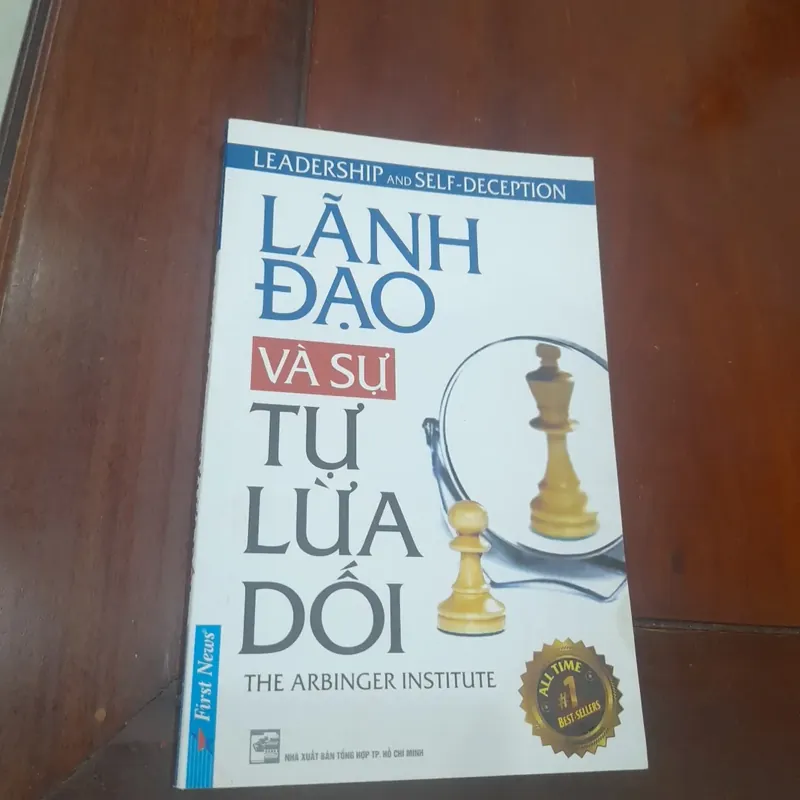 LEADERSHIP AND SELF-DECEPTION
LÃNH
ĐẠO
VÀ SỰ
TỰ
LỪA
DỐI
THE ARBINGER INSTITUTE
First News
NHÀ XUẤT BẢN TỔNG HỢP TP. HỒ CHÍ MINH
ALL TIME
#1
BEST-SELLERS